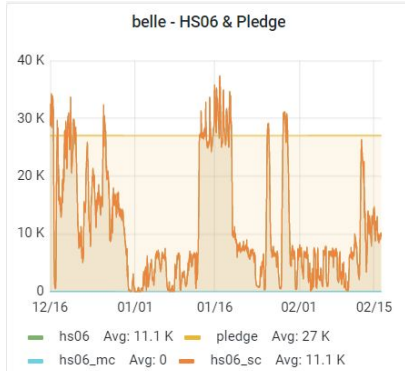 belle - HS06 & Pledge
40 K
30 K
20 K
10 K
0
12/16 01/01 01/16 02/01 02/15
hs06 Avg: 11.1 K pledge Avg: 27 K
hs06_mc Avg: 0 hs06_sc Avg: 11.1 K